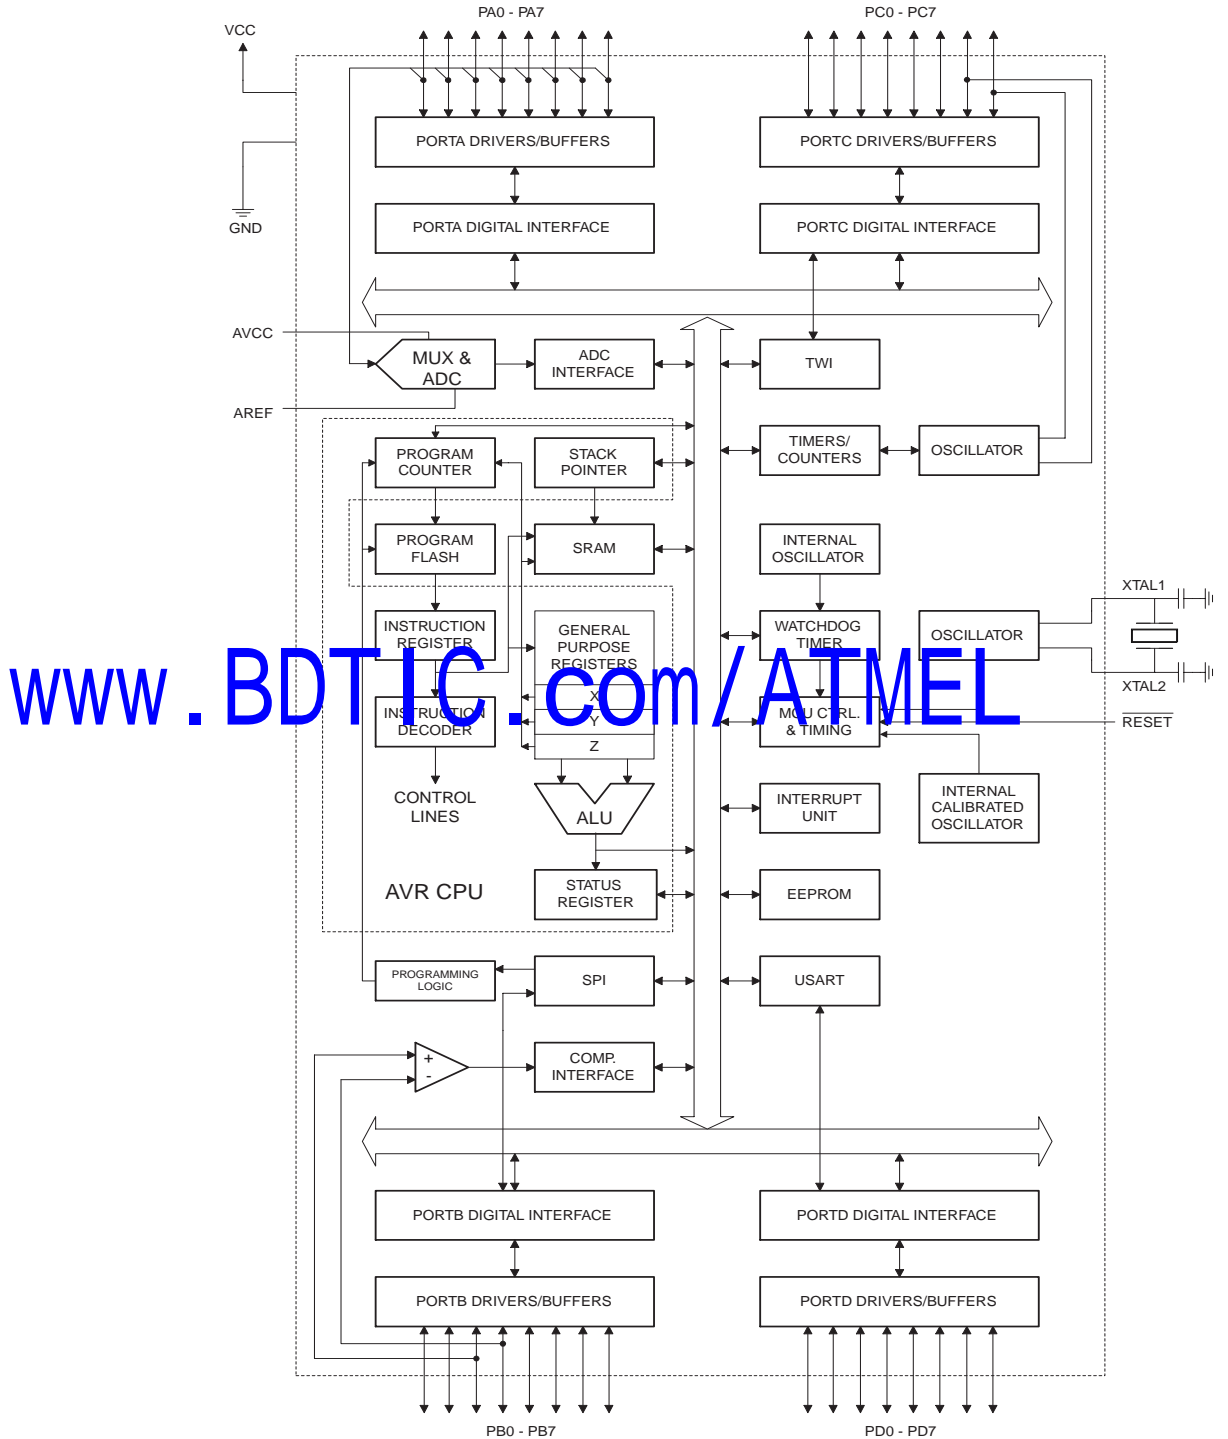 PA0 - PA7
PC0 - PC7
VCC
PORTA DRIVERS/BUFFERS
PORTC DRIVERS/BUFFERS
GND
PORTA DIGITAL INTERFACE
PORTC DIGITAL INTERFACE
AVCC
MUX &
ADC
ADC
INTERFACE
TWI
AREF
PROGRAM
COUNTER
STACK
POINTER
TIMERS/
COUNTERS
OSCILLATOR
PROGRAM
FLASH
SRAM
INTERNAL
OSCILLATOR
XTAL1
INSTRUCTION
REGISTER
GENERAL
PURPOSE
REGISTERS
WATCHDOG
TIMER
OSCILLATOR
www.BDTIC.com/ATMEL
XTAL2
X
INSTRUCTION
DECODER
Y
MCU CTRL.
& TIMING
RESET
Z
CONTROL
LINES
ALU
INTERRUPT
UNIT
INTERNAL
CALIBRATED
OSCILLATOR
AVR CPU
STATUS
REGISTER
EEPROM
PROGRAMMING
LOGIC
SPI
USART
+
-
COMP.
INTERFACE
PORTB DIGITAL INTERFACE
PORTD DIGITAL INTERFACE
PORTB DRIVERS/BUFFERS
PORTD DRIVERS/BUFFERS
PB0 - PB7
PD0 - PD7